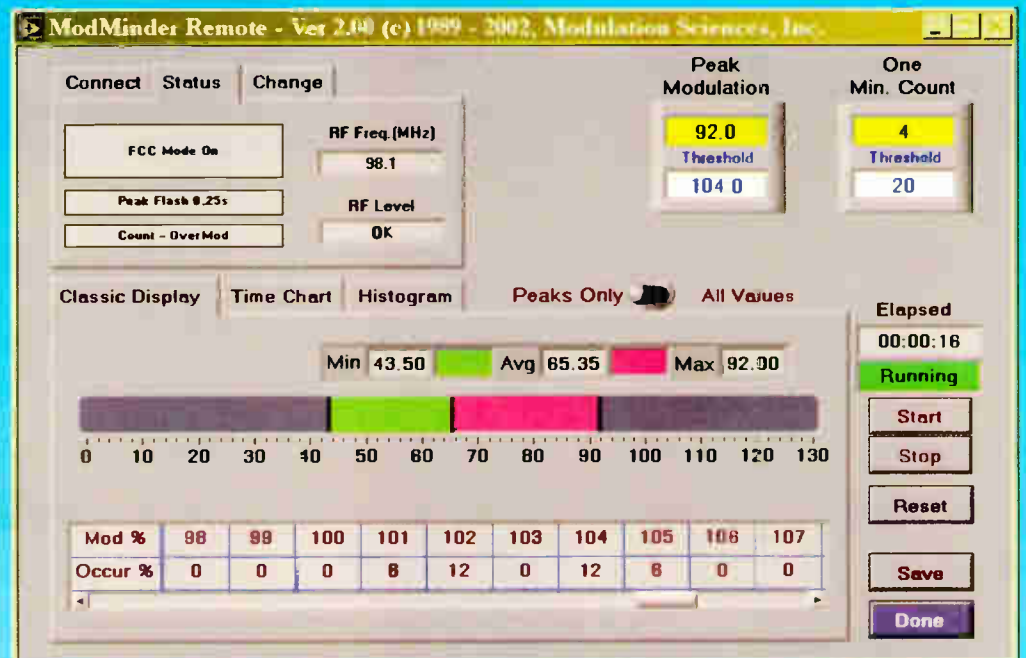 ModMinder Remote - Ver 2.00 (c) 1989 - 2002, Modulation Sciences, Inc.
Connect Status Change
FCC Mode On
Peak Flash 0.25s
Count - OverMod
RF Freq.(MHz)
98.1
RF Level
OK
Peak Modulation
92.0
Threshold
104.0
One Min. Count
4
Threshold
20
Classic Display Time Chart Histogram
Peaks Only All Values
Min 43.50 Avg 65.35 Max 92.00
0 10 20 30 40 50 60 70 80 90 100 110 120 130
Mod % 98 99 100 101 102 103 104 105 106 107
Occur % 0 0 0 6 12 0 12 6 0 0
Elapsed
00:00:16
Running
Start
Stop
Reset
Save
Done